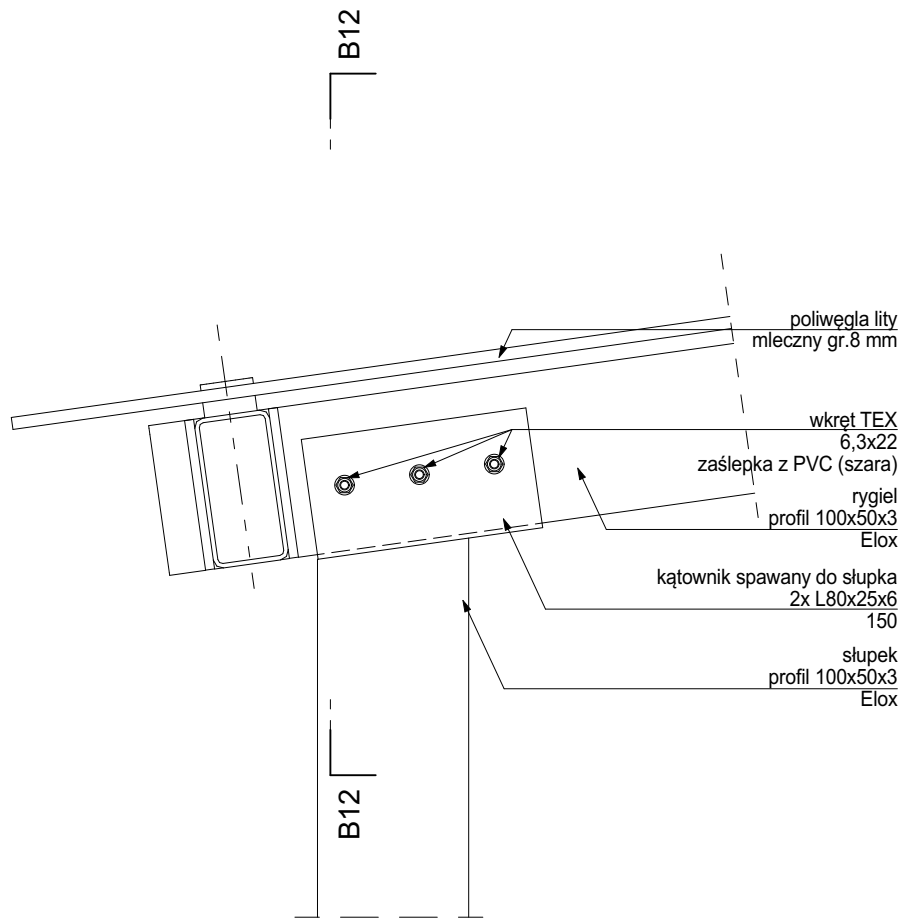 B12
poliwęgla lity
mleczny gr.8 mm
wkręt TEX
6,3x22
zaślepka z PVC (szara)
rygiel
profil 100x50x3
Elox
kątownik spawany do słupka
2x L80x25x6
150
słupek
profil 100x50x3
Elox
B12